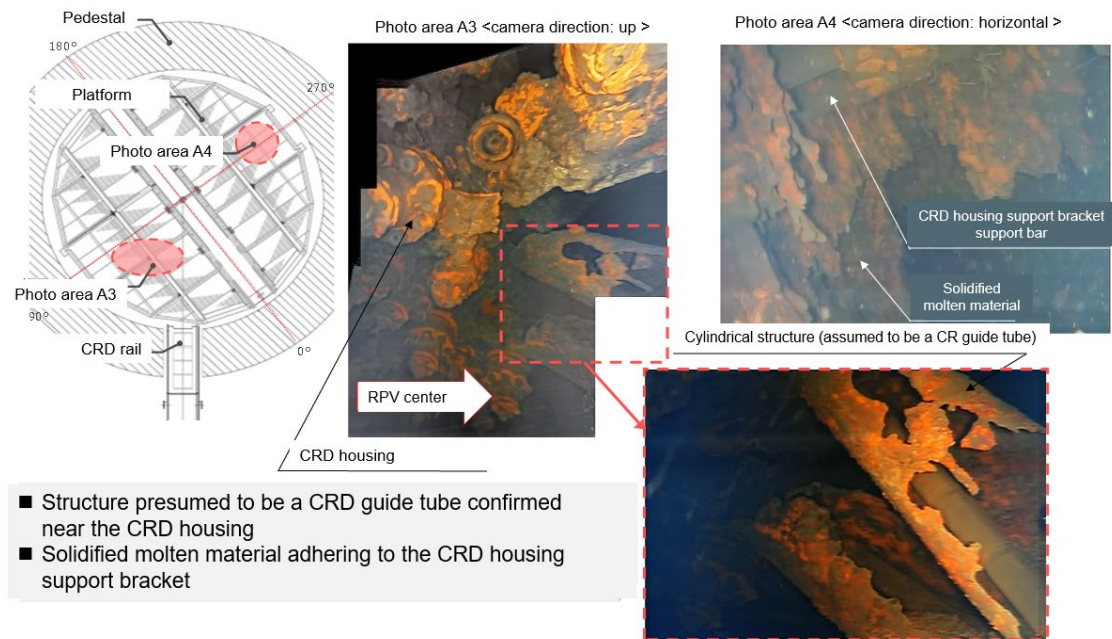 Pedestal
180°
270°
Platform
Photo area A4
Photo area A3
90°
CRD rail
0°
Photo area A3 <camera direction: up >
RPV center
CRD housing
Photo area A4 <camera direction: horizontal >
CRD housing support bracket
support bar
Solidified
molten material
Cylindrical structure (assumed to be a CR guide tube)
■ Structure presumed to be a CRD guide tube confirmed
near the CRD housing
■ Solidified molten material adhering to the CRD housing
support bracket